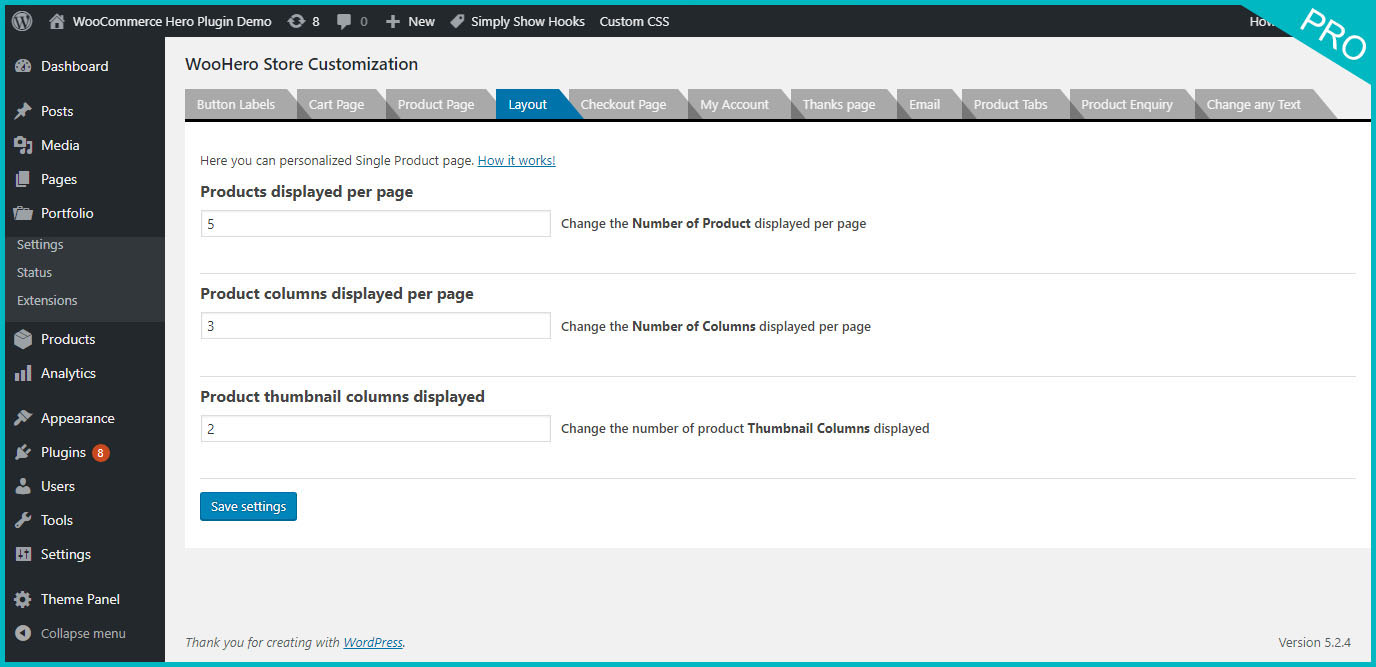 WooCommerce Hero Plugin Demo 8 0 New Simply Show Hooks Custom CSS How
PRO
Dashboard
Posts
Media
Pages
Portfolio
Settings
Status
Extensions
Products
Analytics
Appearance
Plugins 8
Users
Tools
Settings
Theme Panel
Collapse menu
WooHero Store Customization
Button Labels Cart Page Product Page Layout Checkout Page My Account Thanks page Email Product Tabs Product Enquiry Change any Text
Here you can personalized Single Product page. How it works!
Products displayed per page
5 Change the Number of Product displayed per page
Product columns displayed per page
3 Change the Number of Columns displayed per page
Product thumbnail columns displayed
2 Change the number of product Thumbnail Columns displayed
Save settings
Thank you for creating with WordPress. Version 5.2.4